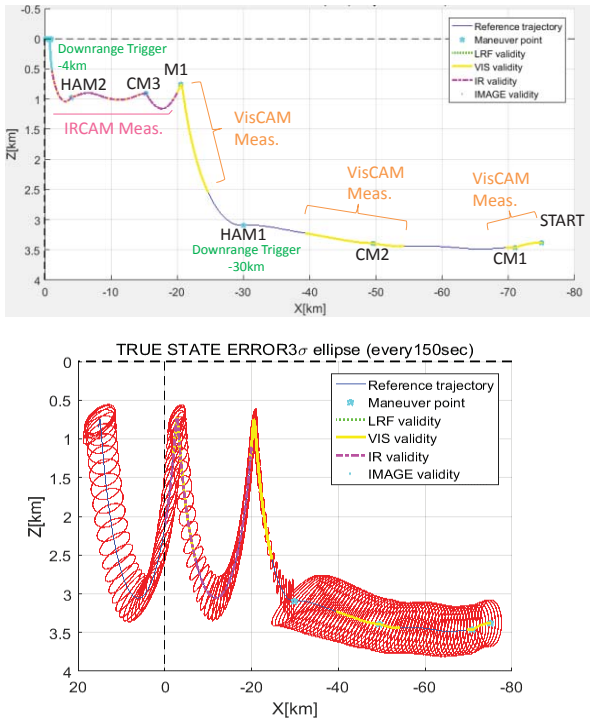 -0.5
0
0.5
1
1.5
2
2.5
3
3.5
4
Z[km]
Downrange Trigger
-4km
HAM2
CM3
M1
IRCAM Meas.
VisCAM
Meas.
VisCAM
Meas.
VisCAM
Meas.
START
HAM1
Downrange Trigger
-30km
CM2
CM1
Reference trajectory
Maneuver point
LRF validity
VIS validity
IR validity
IMAGE validity
0 -10 -20 -30 -40 -50 -60 -70 -80
X[km]
TRUE STATE ERROR3σ ellipse (every150sec)
0
0.5
1
1.5
2
2.5
3
3.5
4
Z[km]
Reference trajectory
Maneuver point
LRF validity
VIS validity
IR validity
IMAGE validity
20 0 -20 -40 -60 -80
X[km]